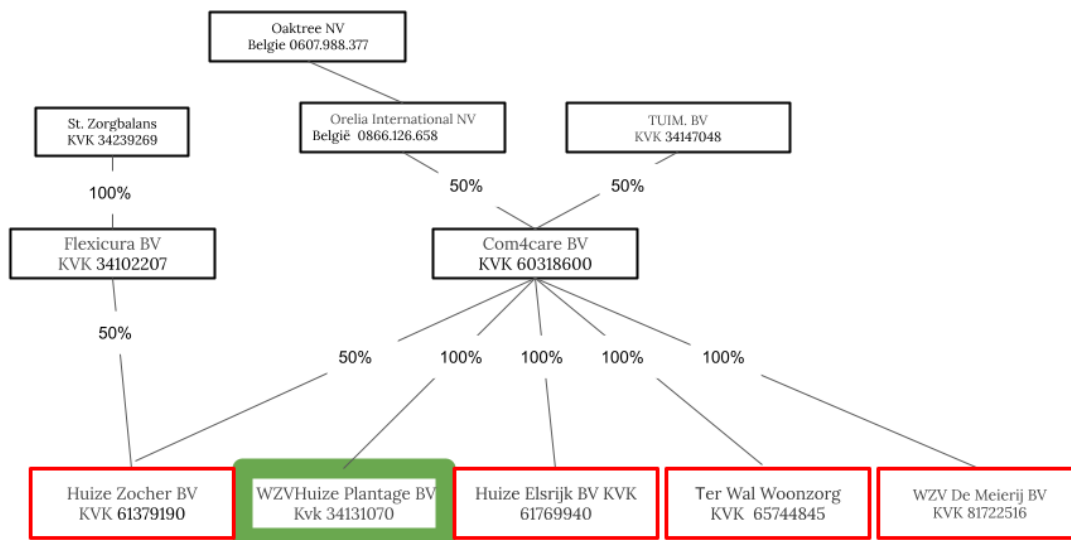 Oaktree NV
Belgie 0607.988.377
St. Zorgbalans
KVK 34239269
Orelia International NV
België 0866.126.658
TUIM. BV
KVK 34147048
100%
50%
50%
Flexicura BV
KVK 34102207
Com4care BV
KVK 60318600
50%
50%
100%
100%
100%
100%
Huize Zocher BV
KVK 61379190
WZVHuize Plantage BV
Kvk 34131070
Huize Elsrijk BV KVK
61769940
Ter Wal Woonzorg
KVK 65744845
WZV De Meierij BV
KVK 81722516